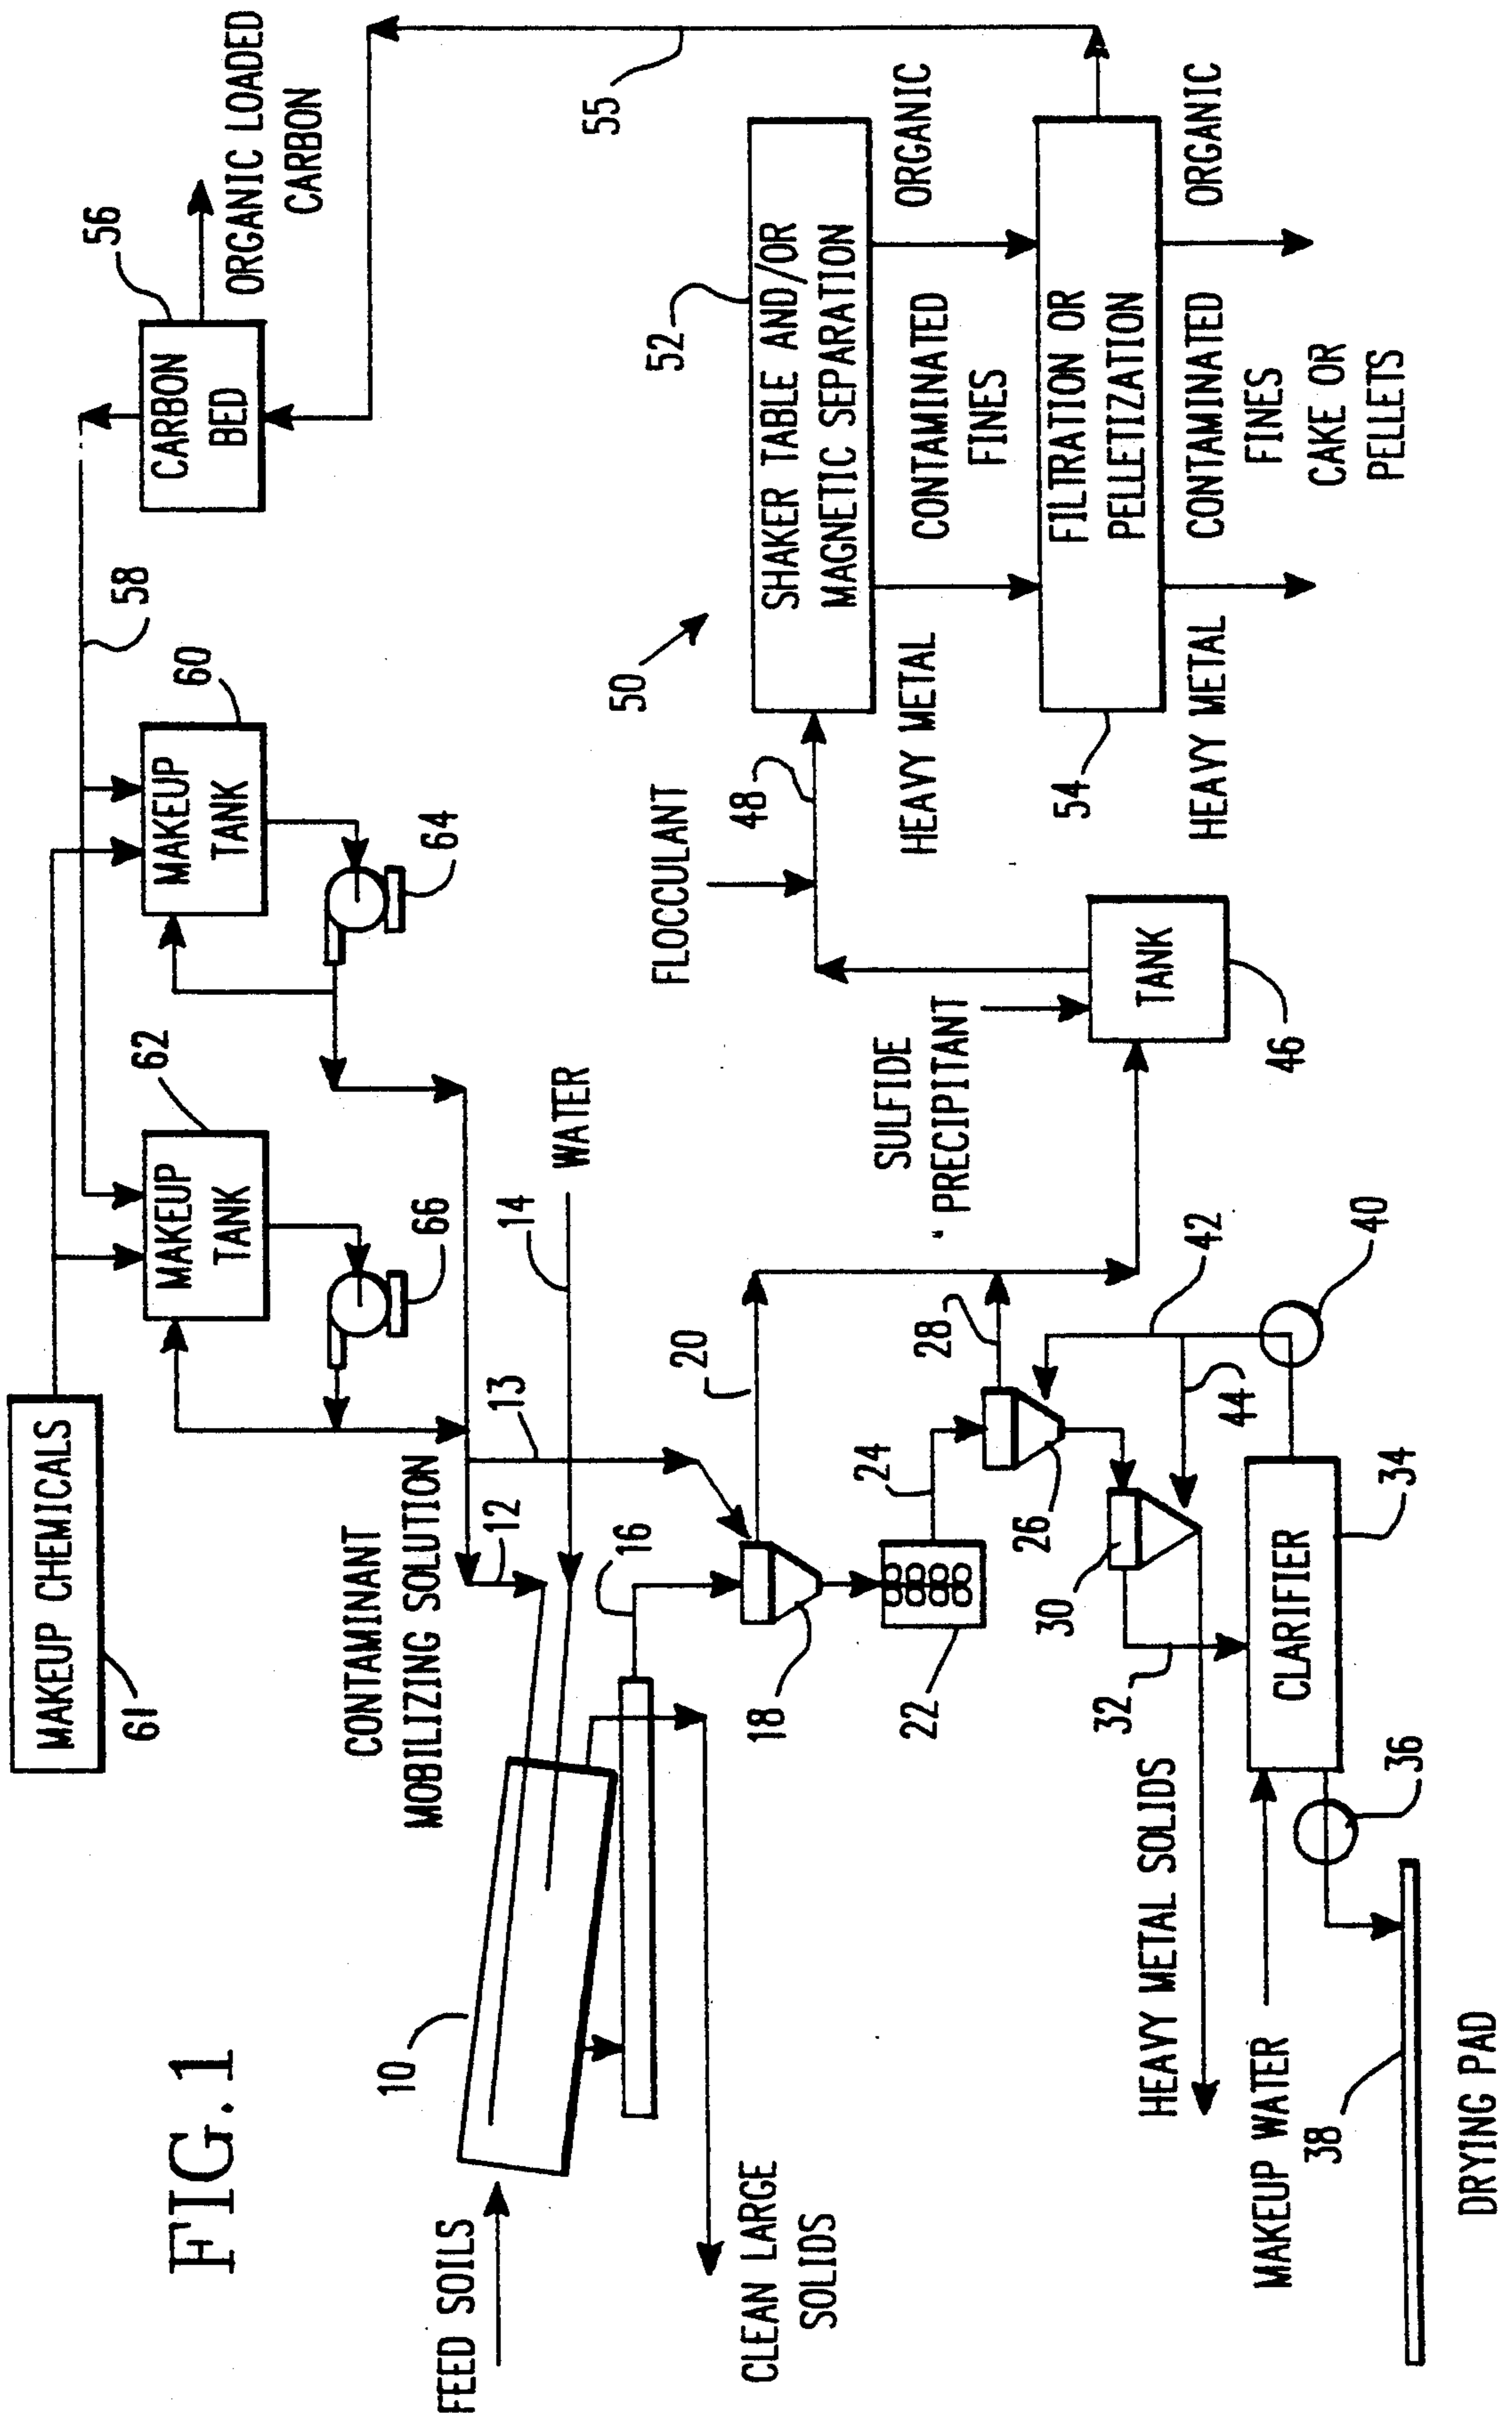 FIG. 1
MAKEUP CHEMICALS
61
62
MAKEUP
TANK
66
60
MAKEUP
TANK
64
58
56
CARBON
BED
ORGANIC LOADED
CARBON
55
CONTAMINANT
MOBILIZING SOLUTION
12
13
14
WATER
FEED SOILS
10
16
CLEAN LARGE
SOLIDS
18
20
22
24
26
28
30
32
HEAVY METAL SOLIDS
MAKEUP WATER
CLARIFIER
34
36
38
DRYING PAD
40
42
44
SULFIDE
PRECIPITANT
TANK
46
FLOCCULANT
48
50
52
SHAKER TABLE AND/OR
MAGNETIC SEPARATION
HEAVY METAL
CONTAMINATED
FINES
ORGANIC
54
FILTRATION OR
PELLETIZATION
HEAVY METAL
CONTAMINATED
FINES
CAKE OR
PELLETS
ORGANIC